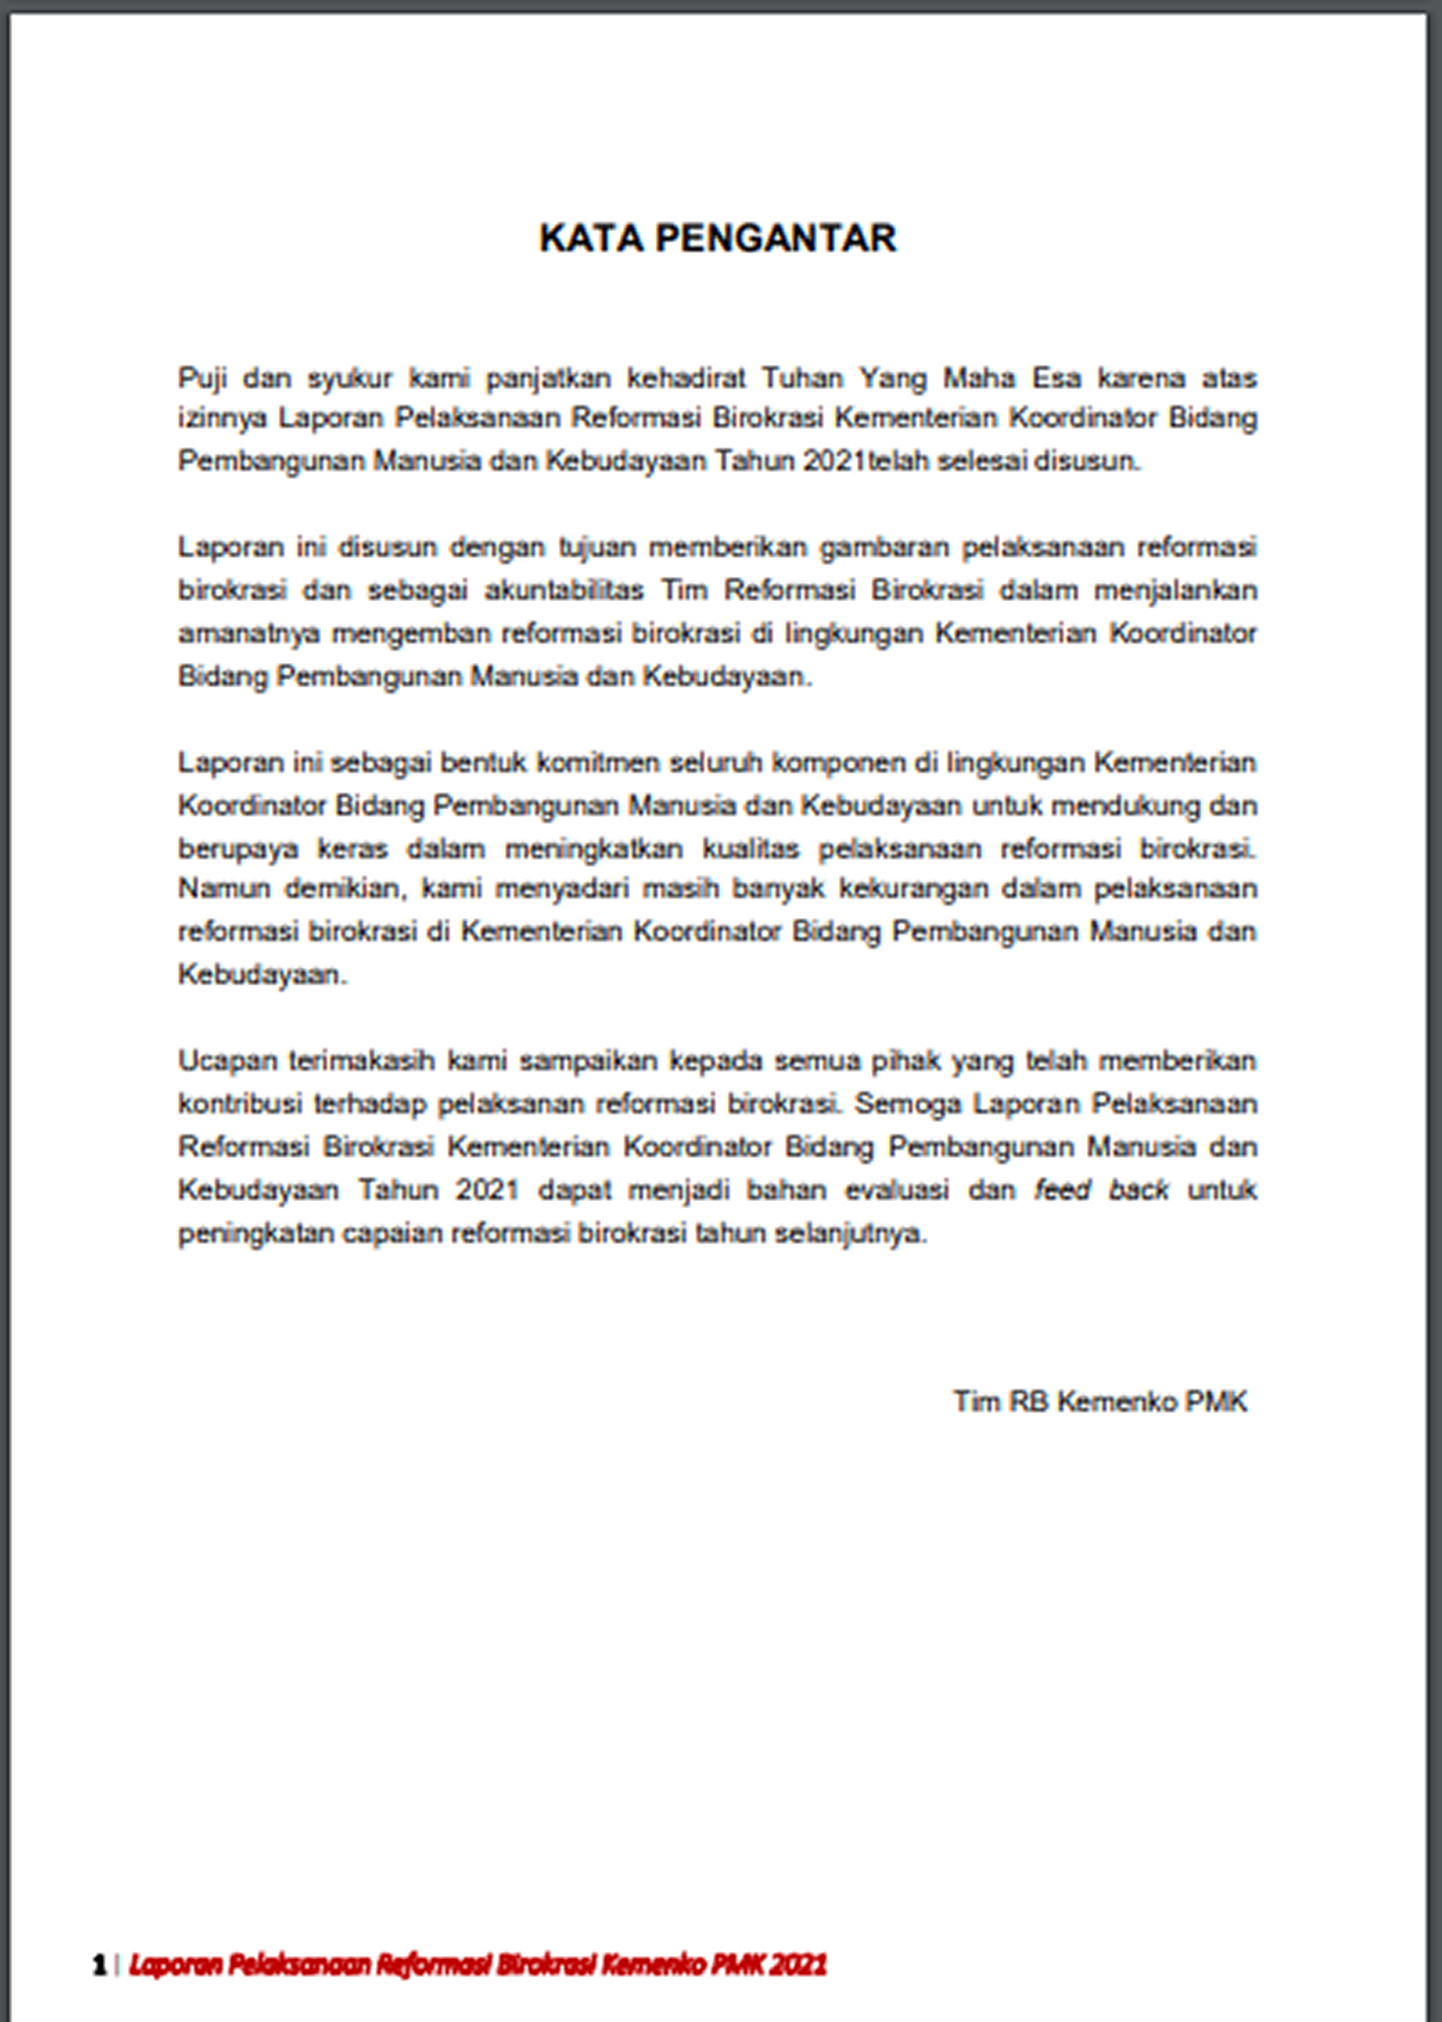 KATA PENGANTAR
Puji dan syukur kami panjatkan kehadirat Tuhan Yang Maha Esa karena atas
izinnya Laporan Pelaksanaan Reformasi Birokrasi Kementerian Koordinator Bidang
Pembangunan Manusia dan Kebudayaan Tahun 2021telah selesai disusun.
Laporan ini disusun dengan tujuan memberikan gambaran pelaksanaan reformasi
birokrasi dan sebagai akuntabilitas Tim Reformasi Birokrasi dalam menjalankan
amanatnya mengemban reformasi birokrasi di lingkungan Kementerian Koordinator
Bidang Pembangunan Manusia dan Kebudayaan.
Laporan ini sebagai bentuk komitmen seluruh komponen di lingkungan Kementerian
Koordinator Bidang Pembangunan Manusia dan Kebudayaan untuk mendukung dan
berupaya keras dalam meningkatkan kualitas pelaksanaan reformasi birokrasi.
Namun demikian, kami menyadari masih banyak kekurangan dalam pelaksanaan
reformasi birokrasi di Kementerian Koordinator Bidang Pembangunan Manusia dan
Kebudayaan.
Ucapan terimakasih kami sampaikan kepada semua pihak yang telah memberikan
kontribusi terhadap pelaksanan reformasi birokrasi. Semoga Laporan Pelaksanaan
Reformasi Birokrasi Kementerian Koordinator Bidang Pembangunan Manusia dan
Kebudayaan Tahun 2021 dapat menjadi bahan evaluasi dan feed back untuk
peningkatan capaian reformasi birokrasi tahun selanjutnya.
Tim RB Kemenko PMK
1 | Laporan Pelaksanaan Reformasi Birokrasi Kemenko PMK 2021